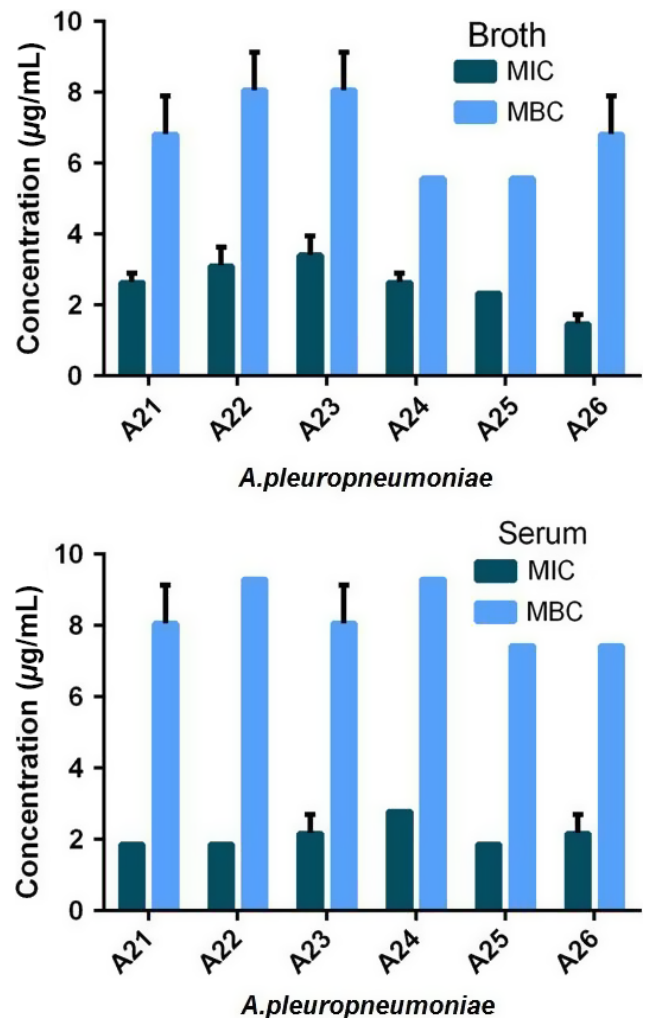 Broth
MIC
MBC
Concentration (µg/mL)
10
8
6
4
2
0
A21
A22
A23
A24
A25
A26
A.pleuropneumoniae
Serum
MIC
MBC
Concentration (µg/mL)
10
8
6
4
2
0
A21
A22
A23
A24
A25
A26
A.pleuropneumoniae